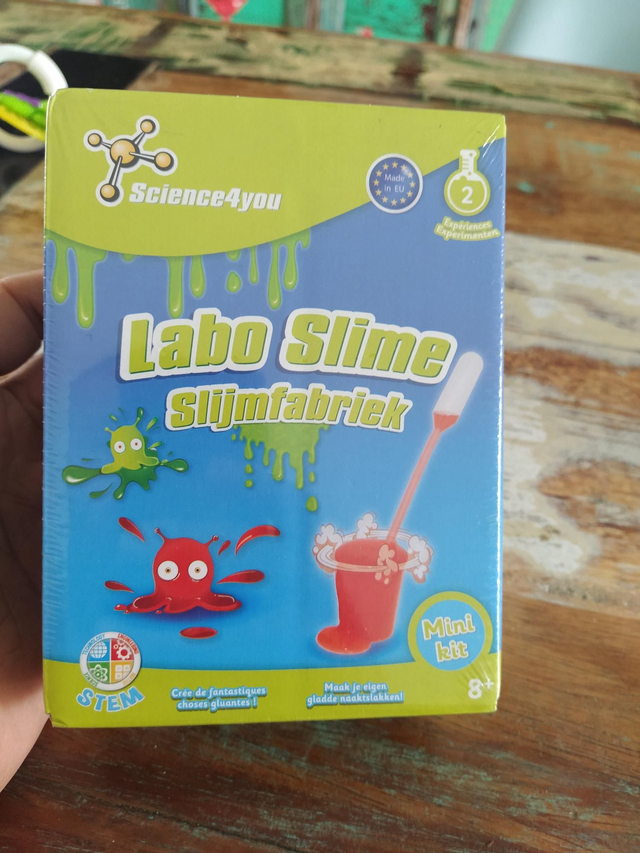 Science4you
Made
in EU
2
Expériences
Experimenten
Labo Slime
Slijmfabriek
Mini
kit
STEM
Crée de fantastiques
choses gluantes !
Maak je eigen
gladde naaktslakken!
8+